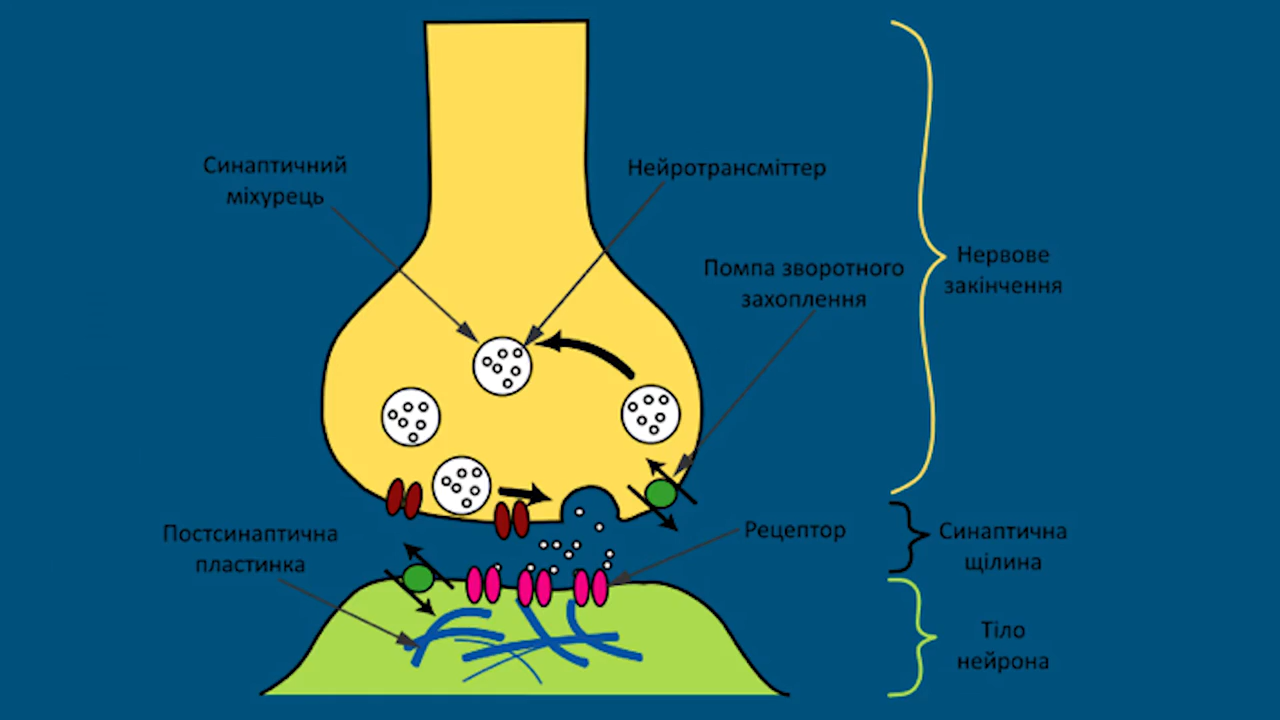 Синаптичний
міхурець
Нейротрансміттер
Помпа зворотного
захоплення
Нервове
закінчення
Постсинаптична
пластинка
Рецептор
Синаптична
щілина
Тіло
нейрона